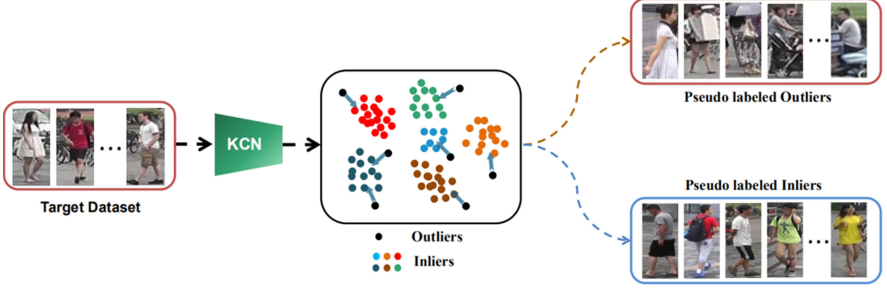 Target Dataset
KCN
Outliers
Inliers
Pseudo labeled Outliers
Pseudo labeled Inliers